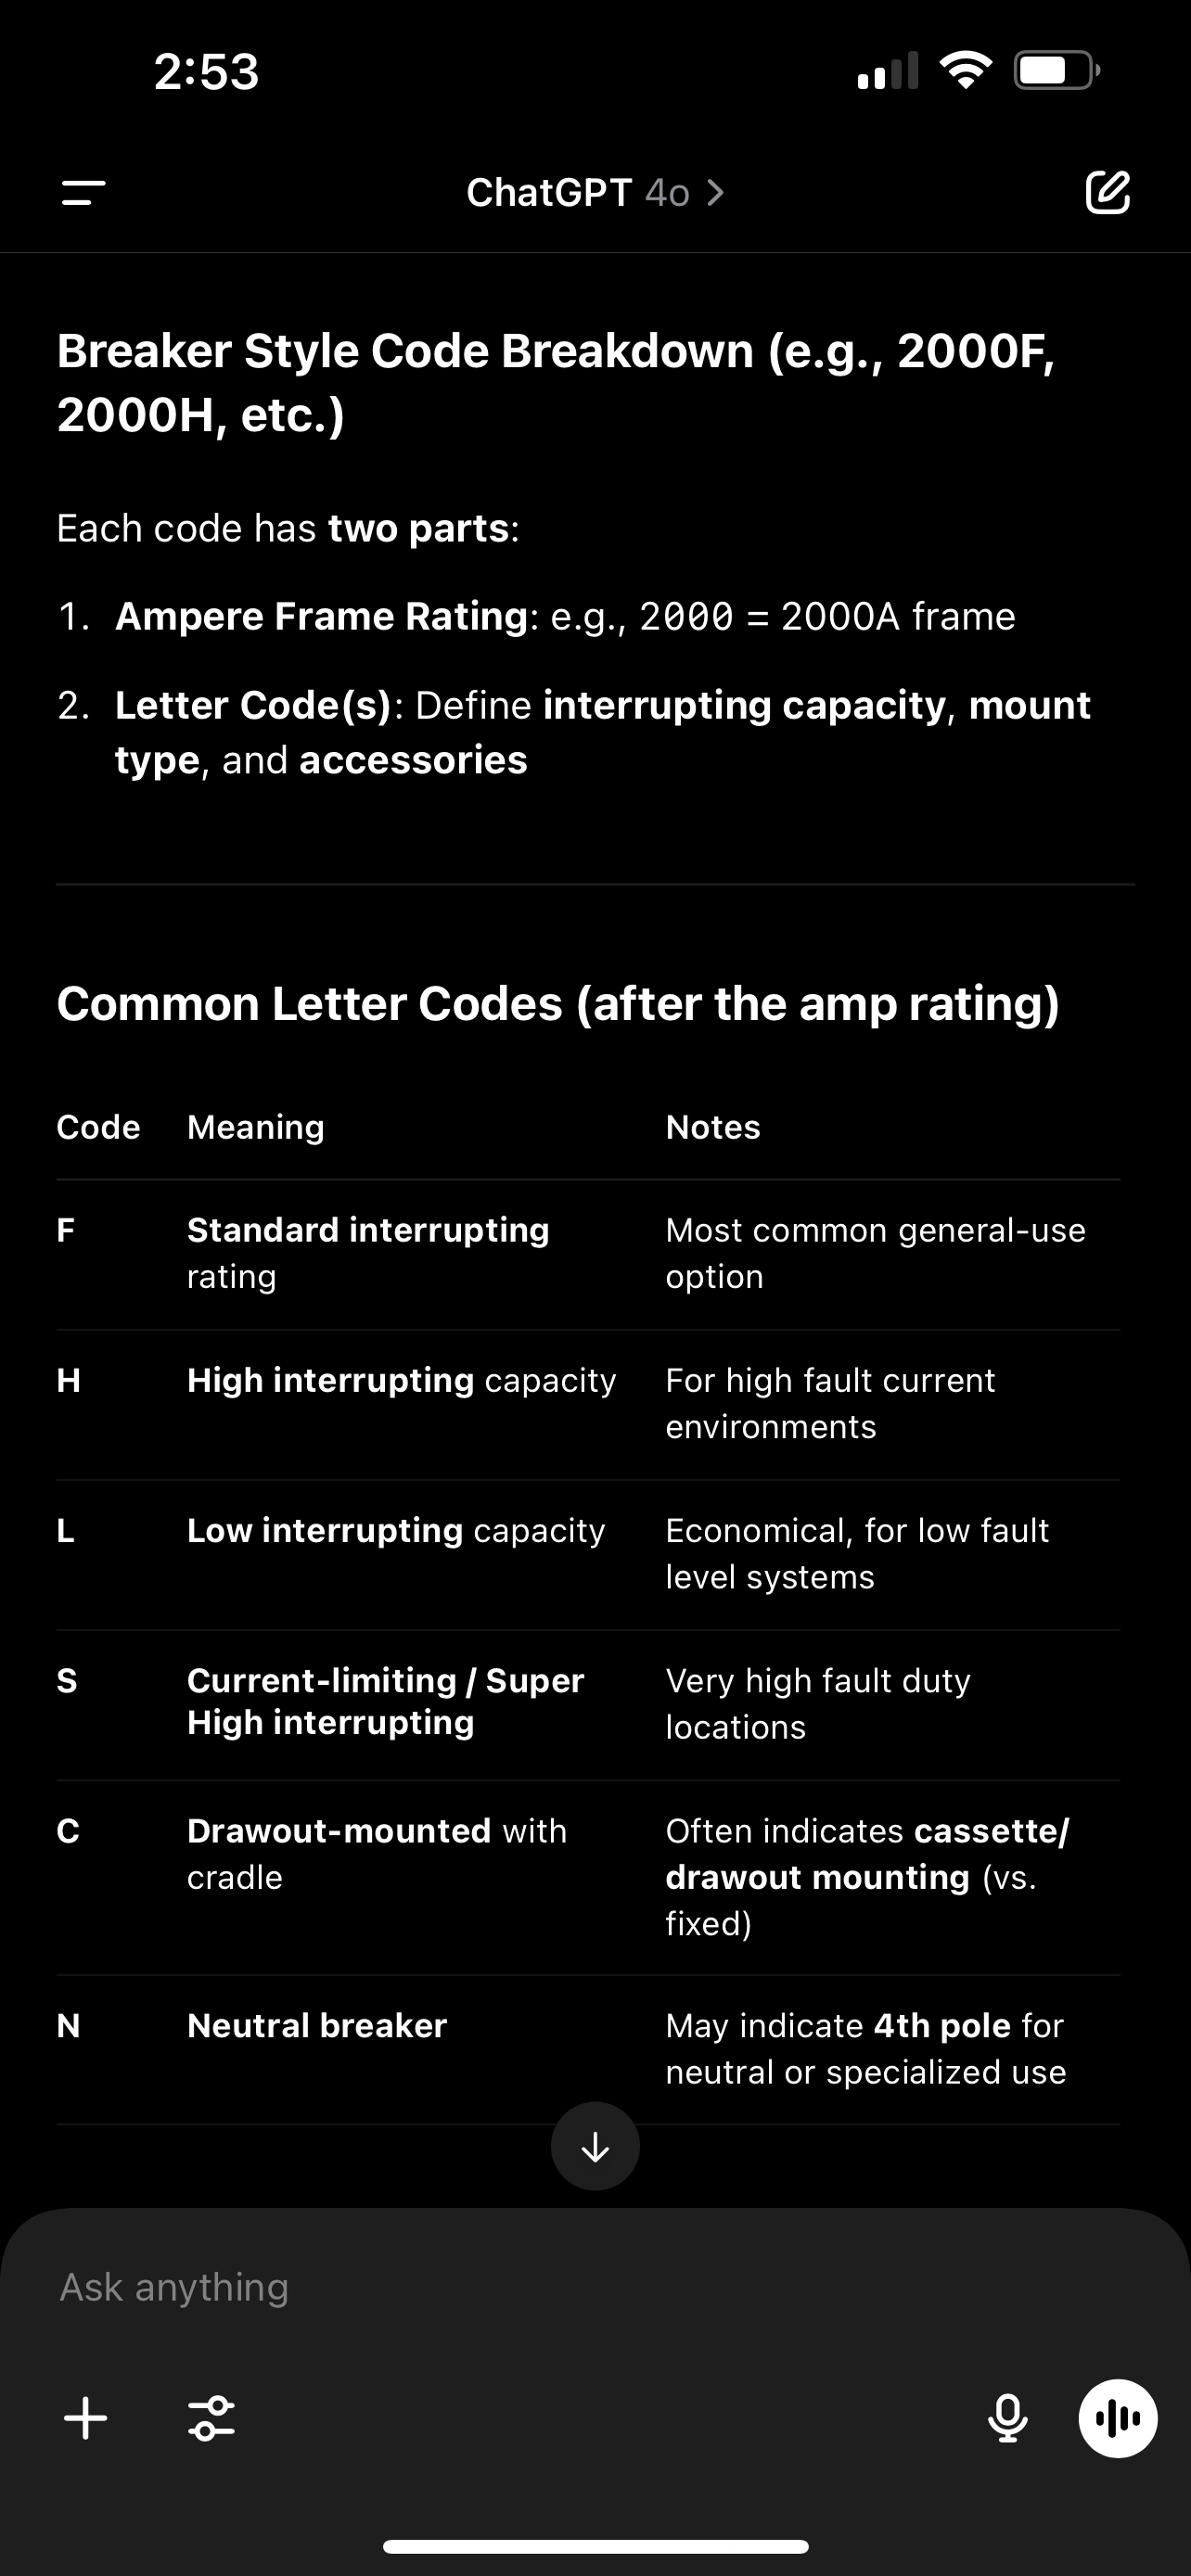 2:53
ChatGPT 4o >
Breaker Style Code Breakdown (e.g., 2000F,
2000H, etc.)
Each code has two parts:
1. Ampere Frame Rating: e.g., 2000 = 2000A frame
2. Letter Code(s): Define interrupting capacity, mount
type, and accessories
Common Letter Codes (after the amp rating)
Code Meaning Notes
F Standard interrupting Most common general-use
rating option
H High interrupting capacity For high fault current
environments
L Low interrupting capacity Economical, for low fault
level systems
S Current-limiting / Super Very high fault duty
High interrupting locations
C Drawout-mounted with Often indicates cassette/
cradle drawout mounting (vs.
fixed)
N Neutral breaker May indicate 4th pole for
neutral or specialized use
Ask anything